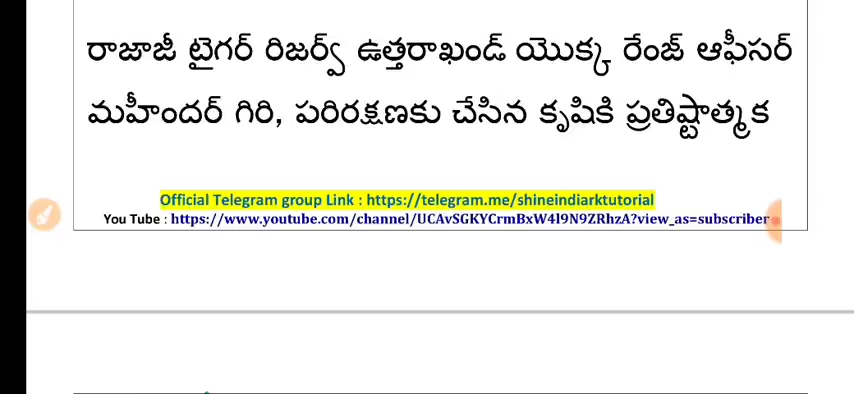 రాజాజీ టైగర్ రిజర్వ్ ఉత్తరాఖండ్ యొక్క రేంజ్ ఆఫీసర్
మహీందర్ గిరి, పరిరక్షణకు చేసిన కృషికి ప్రతిష్టాత్మక
Official Telegram group Link : https://telegram.me/shineindiarktutorial
You Tube : https://www.youtube.com/channel/UCAvSGKYCrmBxW4l9N9ZRhzA?view_as=subscriber